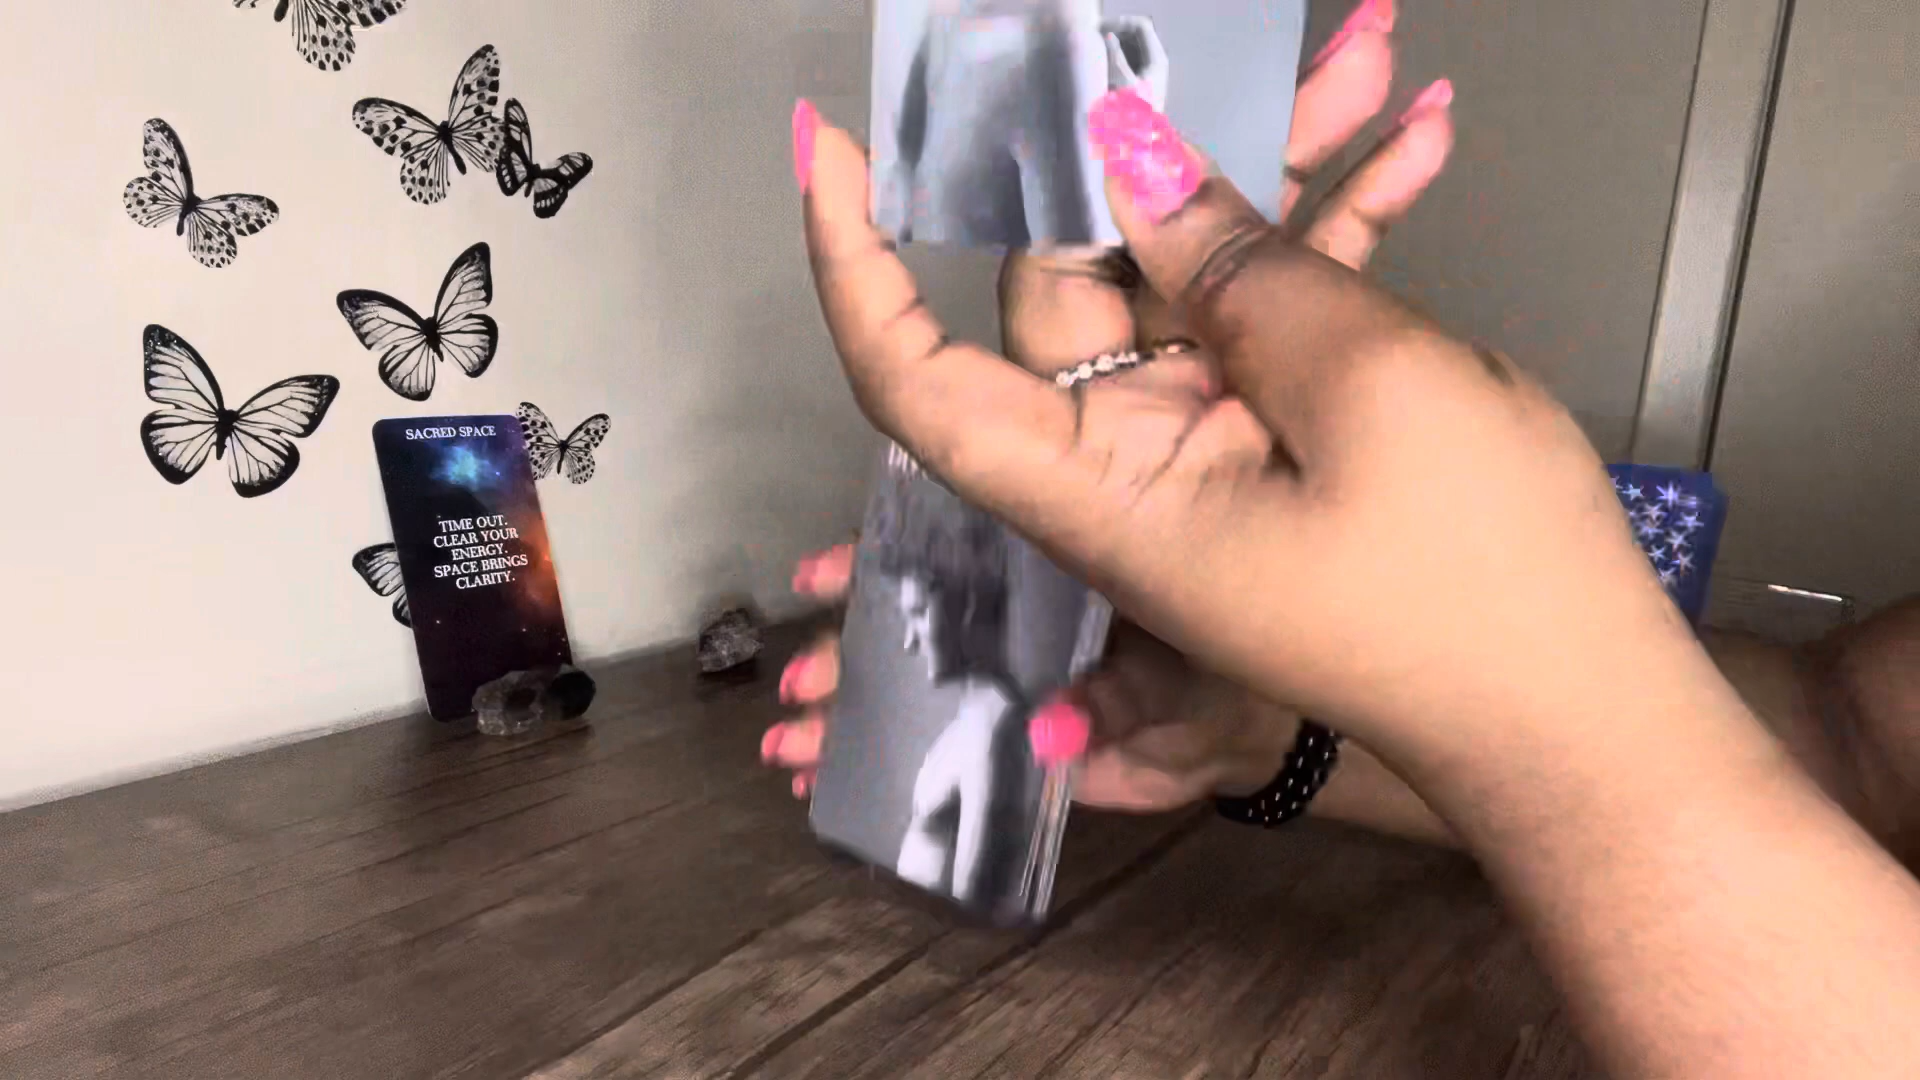 SACRED SPACE
TIME OUT.
CLEAR YOUR
ENERGY.
SPACE BRINGS
CLARITY.